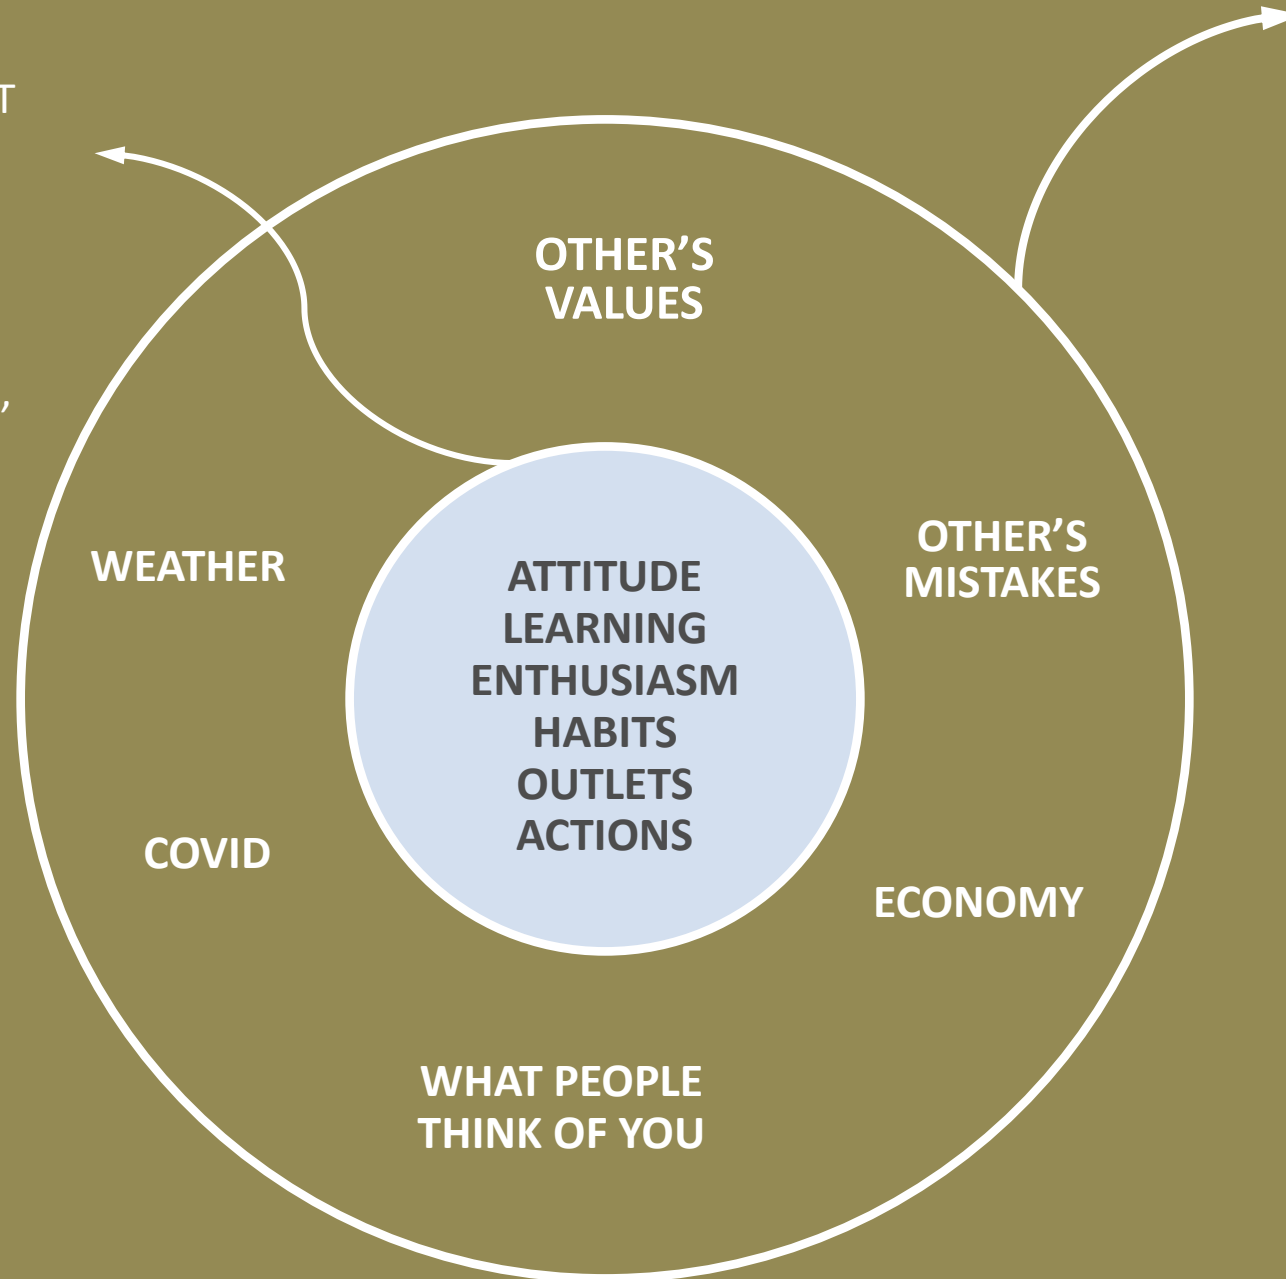 T
OTHER’S
VALUES
,
OTHER’S
MISTAKES
WEATHER
ATTITUDE
LEARNING
ENTHUSIASM
HABITS
OUTLETS
ACTIONS
COVID
ECONOMY
WHAT PEOPLE
THINK OF YOU